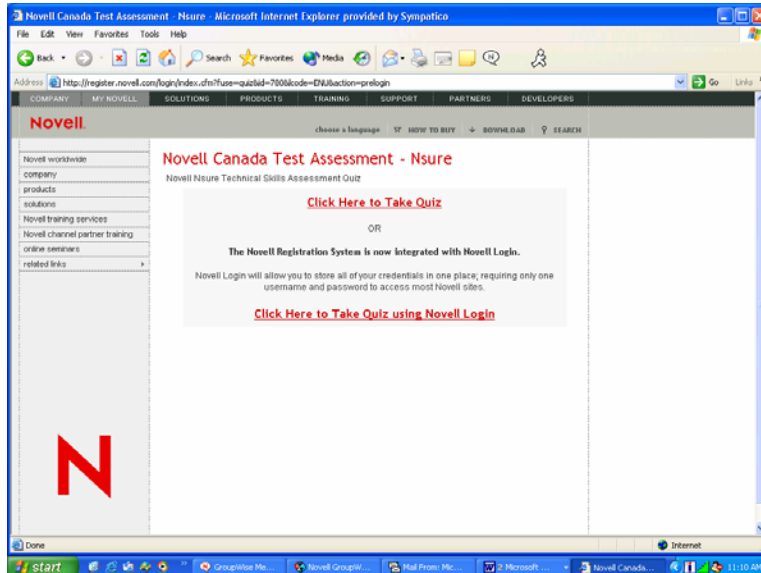 Novell Canada Test Assessment - Nsure - Microsoft Internet Explorer provided by Sympatico
File Edit View Favorites Tools Help
Back Search Favorites Media
Address http://register.novell.com/login/index.cfm?fuse=quiz&id=700&lcode=ENU&action=prelogin Go Links
COMPANY MY NOVELL SOLUTIONS PRODUCTS TRAINING SUPPORT PARTNERS DEVELOPERS
Novell.
choose a language HOW TO BUY DOWNLOAD SEARCH
Novell worldwide
company
products
solutions
Novell training services
Novell channel partner training
online seminars
related links
Novell Canada Test Assessment - Nsure
Novell Nsure Technical Skills Assessment Quiz
Click Here to Take Quiz
OR
The Novell Registration System is now integrated with Novell Login.
Novell Login will allow you to store all of your credentials in one place; requiring only one
username and password to access most Novell sites.
Click Here to Take Quiz using Novell Login
N
Done Internet
start GroupWise Me... Novell GroupW... Mail From: Mic... 2 Microsoft ... Novell Canada... 11:10 AM